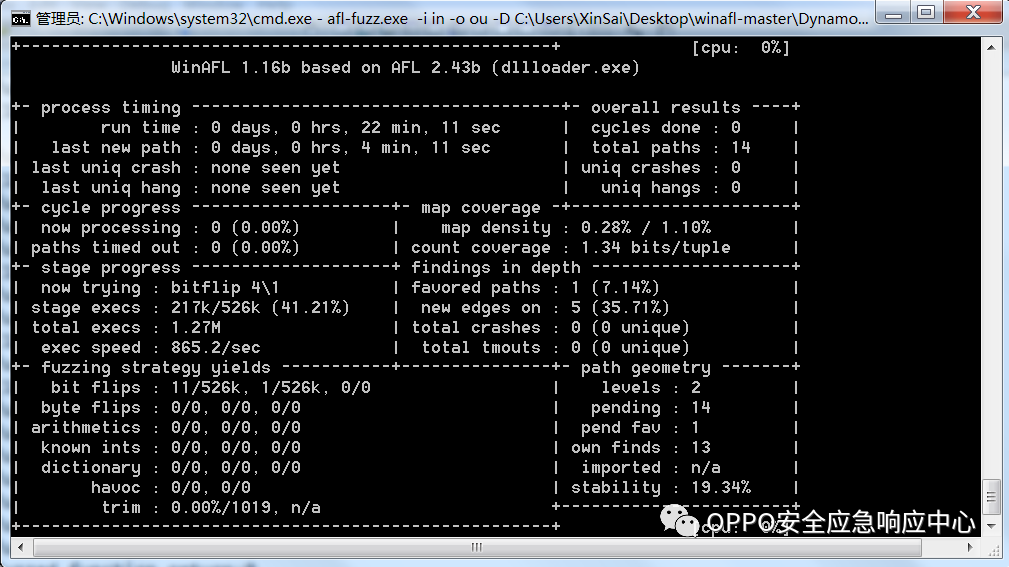 管理员: C:\Windows\system32\cmd.exe - afl-fuzz.exe -i in -o ou -D C:\Users\XinSai\Desktop\winafl-master\Dynamo...
+-------------------------------------------------------+ [cpu: 0%]
WinAFL 1.16b based on AFL 2.43b (dllloader.exe)
+- process timing -------------------------------------+- overall results ----+
| run time : 0 days, 0 hrs, 22 min, 11 sec | cycles done : 0 |
| last new path : 0 days, 0 hrs, 4 min, 11 sec | total paths : 14 |
| last uniq crash : none seen yet | uniq crashes : 0 |
| last uniq hang : none seen yet | uniq hangs : 0 |
+- cycle progress --------------------+- map coverage -+----------------------+
| now processing : 0 (0.00%) | map density : 0.28% / 1.10% |
| paths timed out : 0 (0.00%) | count coverage : 1.34 bits/tuple |
+- stage progress --------------------+ findings in depth --------------------+
| now trying : bitflip 4\1 | favored paths : 1 (7.14%) |
| stage execs : 217k/526k (41.21%) | new edges on : 5 (35.71%) |
| total execs : 1.27M | total crashes : 0 (0 unique) |
| exec speed : 865.2/sec | total tmouts : 0 (0 unique) |
+- fuzzing strategy yields -----------+---------------+- path geometry -------+
| bit flips : 11/526k, 1/526k, 0/0 | levels : 2 |
| byte flips : 0/0, 0/0, 0/0 | pending : 14 |
| arithmetics : 0/0, 0/0, 0/0 | pend fav : 1 |
| known ints : 0/0, 0/0, 0/0 | own finds : 13 |
| dictionary : 0/0, 0/0, 0/0 | imported : n/a |
| havoc : 0/0, 0/0 | stability : 19.34% |
| trim : 0.00%/1019, n/a +-----------------------+
OPPO安全应急响应中心
+-----------------------------------------------------+ [cpu: 0%]